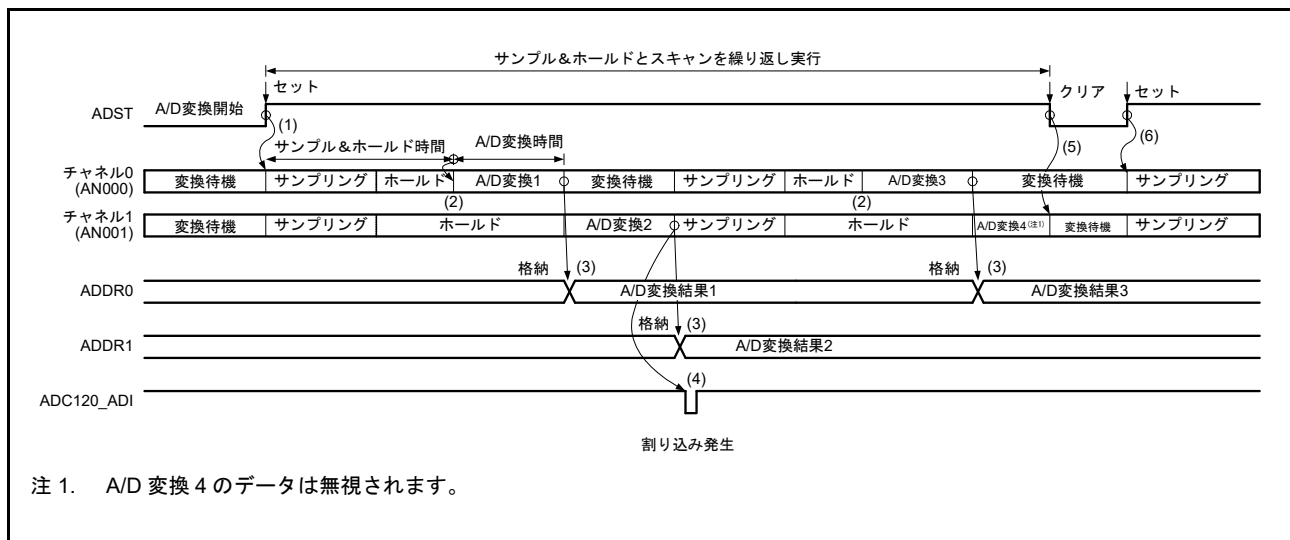 サンプル＆ホールドとスキャンを繰り返し実行
セット
クリア
セット
ADST
A/D変換開始
(1)
(5)
(6)
サンプル＆ホールド時間
A/D変換時間
チャネル0
(AN000)
変換待機 サンプリング ホールド A/D変換1 変換待機 サンプリング ホールド A/D変換3 変換待機 サンプリング
(2)
(2)
チャネル1
(AN001)
変換待機 サンプリング ホールド A/D変換2 サンプリング ホールド A/D変換4(注1) 変換待機 サンプリング
格納 (3)
格納 (3)
ADDR0
A/D変換結果1
A/D変換結果3
格納 (3)
ADDR1
A/D変換結果2
(4)
ADC120_ADI
割り込み発生
注 1. A/D 変換 4 のデータは無視されます。